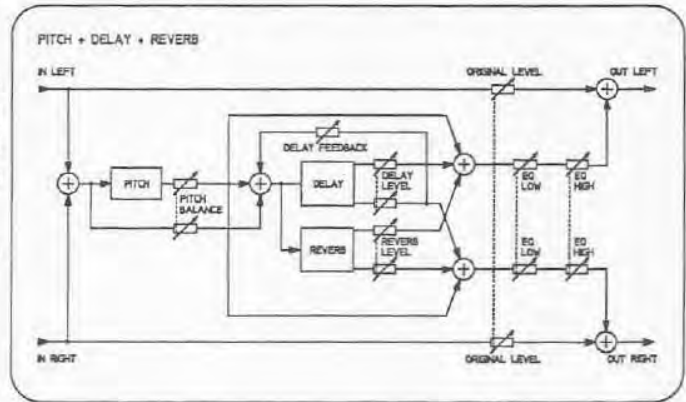 PITCH + DELAY + REVERB
IN LEFT
ORIGINAL LEVEL
OUT LEFT
DELAY FEEDBACK
PITCH
PITCH
BALANCE
DELAY
DELAY
LEVEL
EQ
LOW
EQ
HIGH
REVERB
REVERB
LEVEL
EQ
LOW
EQ
HIGH
IN RIGHT
ORIGINAL LEVEL
OUT RIGHT